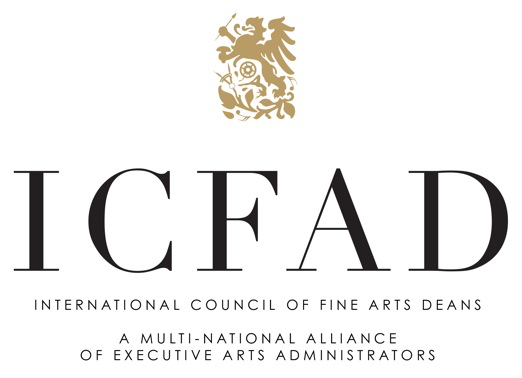 ICFAD
INTERNATIONAL COUNCIL OF FINE ARTS DEANS
A MULTI-NATIONAL ALLIANCE
OF EXECUTIVE ARTS ADMINISTRATORS